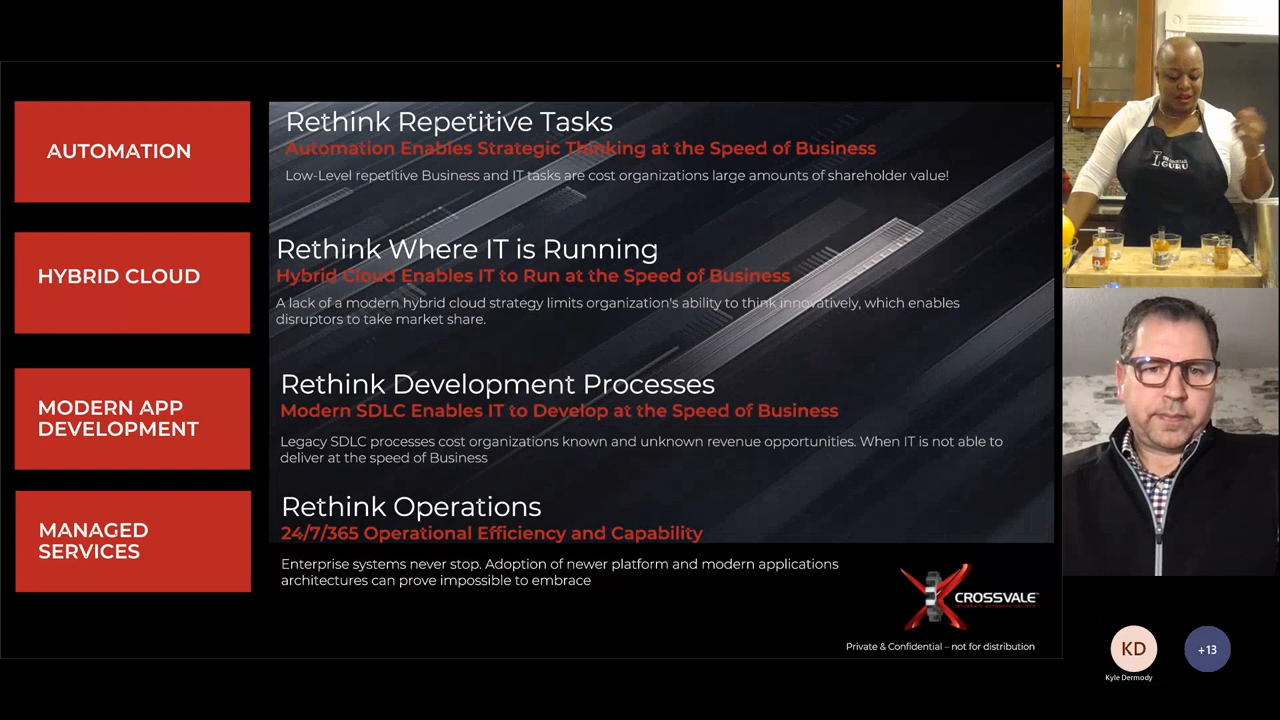 AUTOMATION
Rethink Repetitive Tasks
Automation Enables Strategic Thinking at the Speed of Business
Low-Level repetitive Business and IT tasks are cost organizations large amounts of shareholder value!
HYBRID CLOUD
Rethink Where IT is Running
Hybrid Cloud Enables IT to Run at the Speed of Business
A lack of a modern hybrid cloud strategy limits organization's ability to think innovatively, which enables
disruptors to take market share.
MODERN APP
DEVELOPMENT
Rethink Development Processes
Modern SDLC Enables IT to Develop at the Speed of Business
Legacy SDLC processes cost organizations known and unknown revenue opportunities. When IT is not able to
deliver at the speed of Business
MANAGED
SERVICES
Rethink Operations
24/7/365 Operational Efficiency and Capability
Enterprise systems never stop. Adoption of newer platform and modern applications
architectures can prove impossible to embrace
CROSSVALE
Private & Confidential – not for distribution
GURU
KD
Kyle Dermody
+13